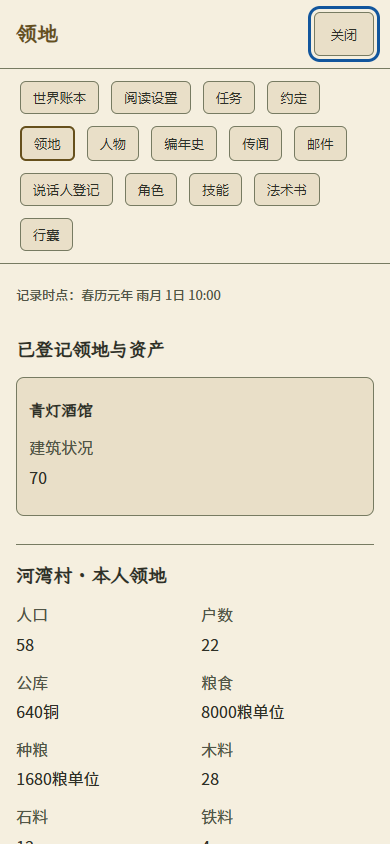 领地
关闭
世界账本 阅读设置 任务 约定
领地 人物 编年史 传闻 邮件
说话人登记 角色 技能 法术书
行囊
记录时点：春历元年 雨月 1日 10:00
已登记领地与资产
青灯酒馆
建筑状况
70
河湾村·本人领地
人口 户数
58 22
公库 粮食
640铜 8000粮单位
种粮 木料
1680粮单位 28
石料 铁料